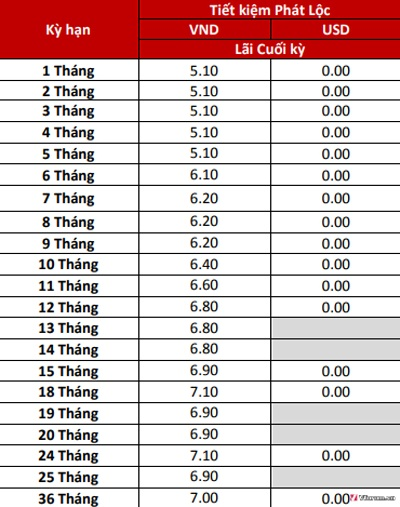 Kỳ hạn Tiết kiệm Phát Lộc
VND USD
Lãi Cuối kỳ
1 Tháng 5.10 0.00
2 Tháng 5.10 0.00
3 Tháng 5.10 0.00
4 Tháng 5.10 0.00
5 Tháng 5.10 0.00
6 Tháng 6.10 0.00
7 Tháng 6.20 0.00
8 Tháng 6.20 0.00
9 Tháng 6.20 0.00
10 Tháng 6.40 0.00
11 Tháng 6.60 0.00
12 Tháng 6.80 0.00
13 Tháng 6.80
14 Tháng 6.80
15 Tháng 6.90 0.00
18 Tháng 7.10 0.00
19 Tháng 6.90
20 Tháng 6.90
24 Tháng 7.10 0.00
25 Tháng 6.90
36 Tháng 7.00 0.00